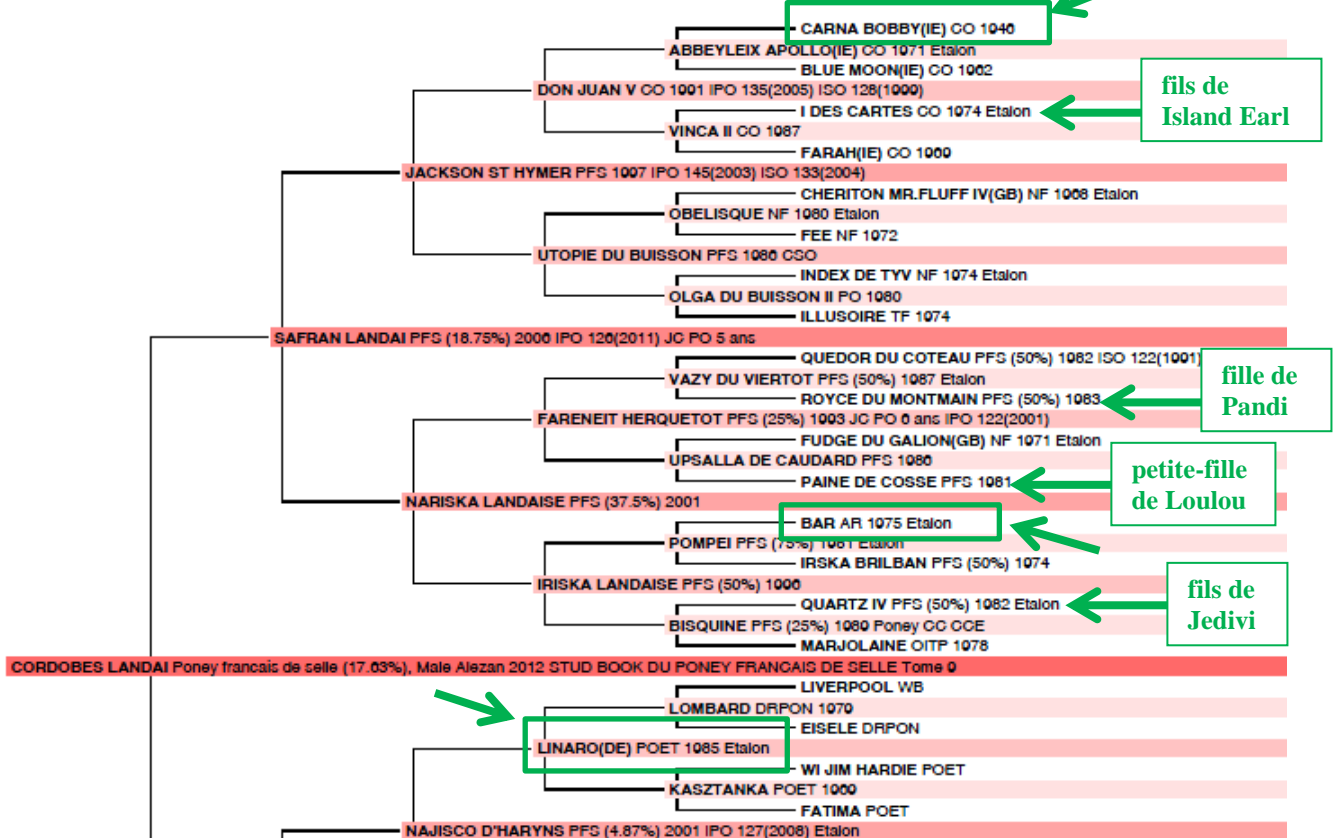 CARNA BOBBY(IE) CO 1946
ABBEYLEIX APOLLO(IE) CO 1971 Etalon
BLUE MOON(IE) CO 1962
DON JUAN V CO 1991 IPO 135(2005) ISO 128(1999)
I DES CARTES CO 1974 Etalon
fils de
Island Earl
VINCA II CO 1987
FARAH(IE) CO 1969
JACKSON ST HYMER PFS 1997 IPO 145(2003) ISO 133(2004)
CHERITON MR.FLUFF IV(GB) NF 1968 Etalon
OBELISQUE NF 1980 Etalon
FEE NF 1972
UTOPIE DU BUISSON PFS 1986 CSO
INDEX DE TYV NF 1974 Etalon
OLGA DU BUISSON II PO 1980
ILLUSOIRE TF 1974
SAFRAN LANDAI PFS (18.75%) 2006 IPO 126(2011) JC PO 5 ans
QUEDOR DU COTEAU PFS (50%) 1982 ISO 122(1991)
VAZY DU VIERTOT PFS (50%) 1987 Etalon
ROYCE DU MONTMAIN PFS (50%) 1983
fille de
Pandi
FARENEIT HERQUETOT PFS (25%) 1993 JC PO 6 ans IPO 122(2001)
FUDGE DU GALION(GB) NF 1971 Etalon
UPSALLA DE CAUDARD PFS 1986
PAINE DE COSSE PFS 1981
petite-fille
de Loulou
NARISKA LANDAISE PFS (37.5%) 2001
BAR AR 1975 Etalon
POMPEI PFS (75%) 1981 Etalon
IRSKA BRILBAN PFS (50%) 1974
IRISKA LANDAISE PFS (50%) 1996
QUARTZ IV PFS (50%) 1982 Etalon
fils de
Jedivi
BISQUINE PFS (25%) 1989 Poney CC CCE
MARJOLAINE OITP 1978
CORDOBES LANDAI Poney francais de selle (17.63%), Male Alezan 2012 STUD BOOK DU PONEY FRANCAIS DE SELLE Tome 9
LIVERPOOL WB
LOMBARD DRPON 1979
EISELE DRPON
LINARO(DE) POET 1985 Etalon
WI JIM HARDIE POET
KASZTANKA POET 1969
FATIMA POET
NAJISCO D'HARYNS PFS (4.87%) 2001 IPO 127(2008) Etalon